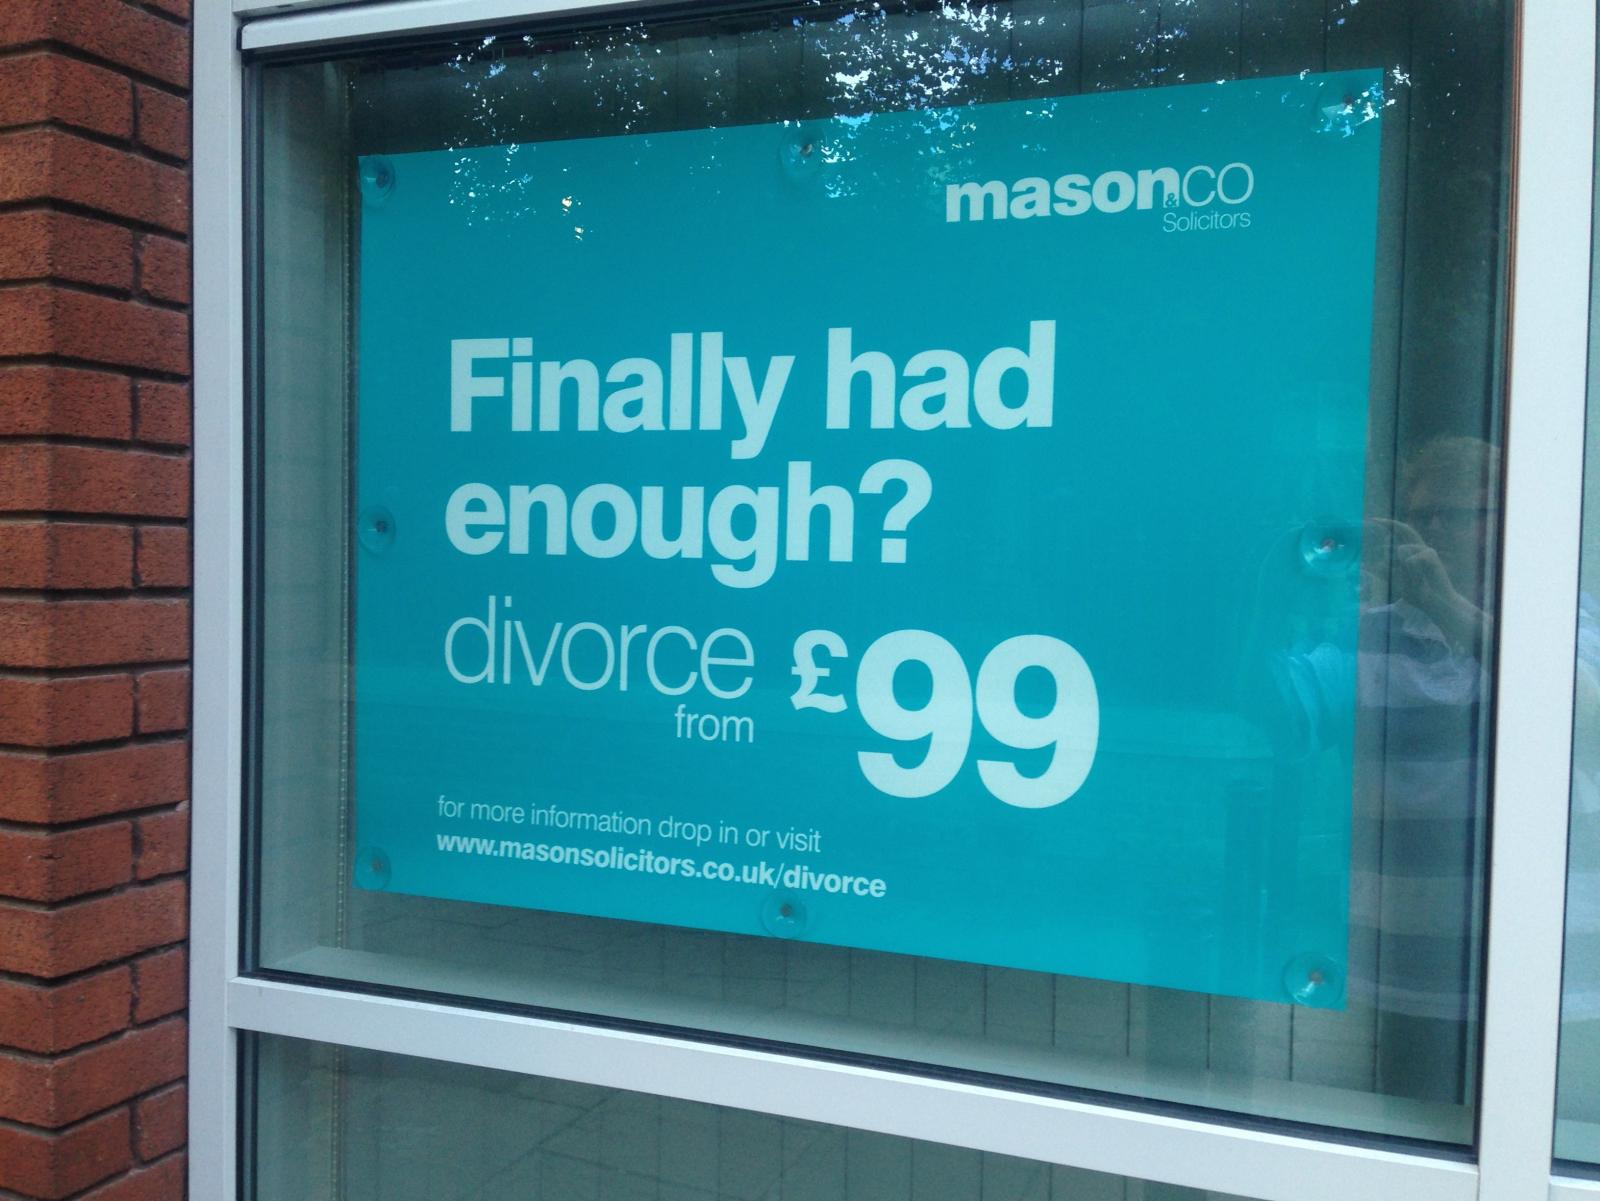 mason&co
Solicitors
Finally had
enough?
divorce £99
from
for more information drop in or visit
www.masonsolicitors.co.uk/divorce